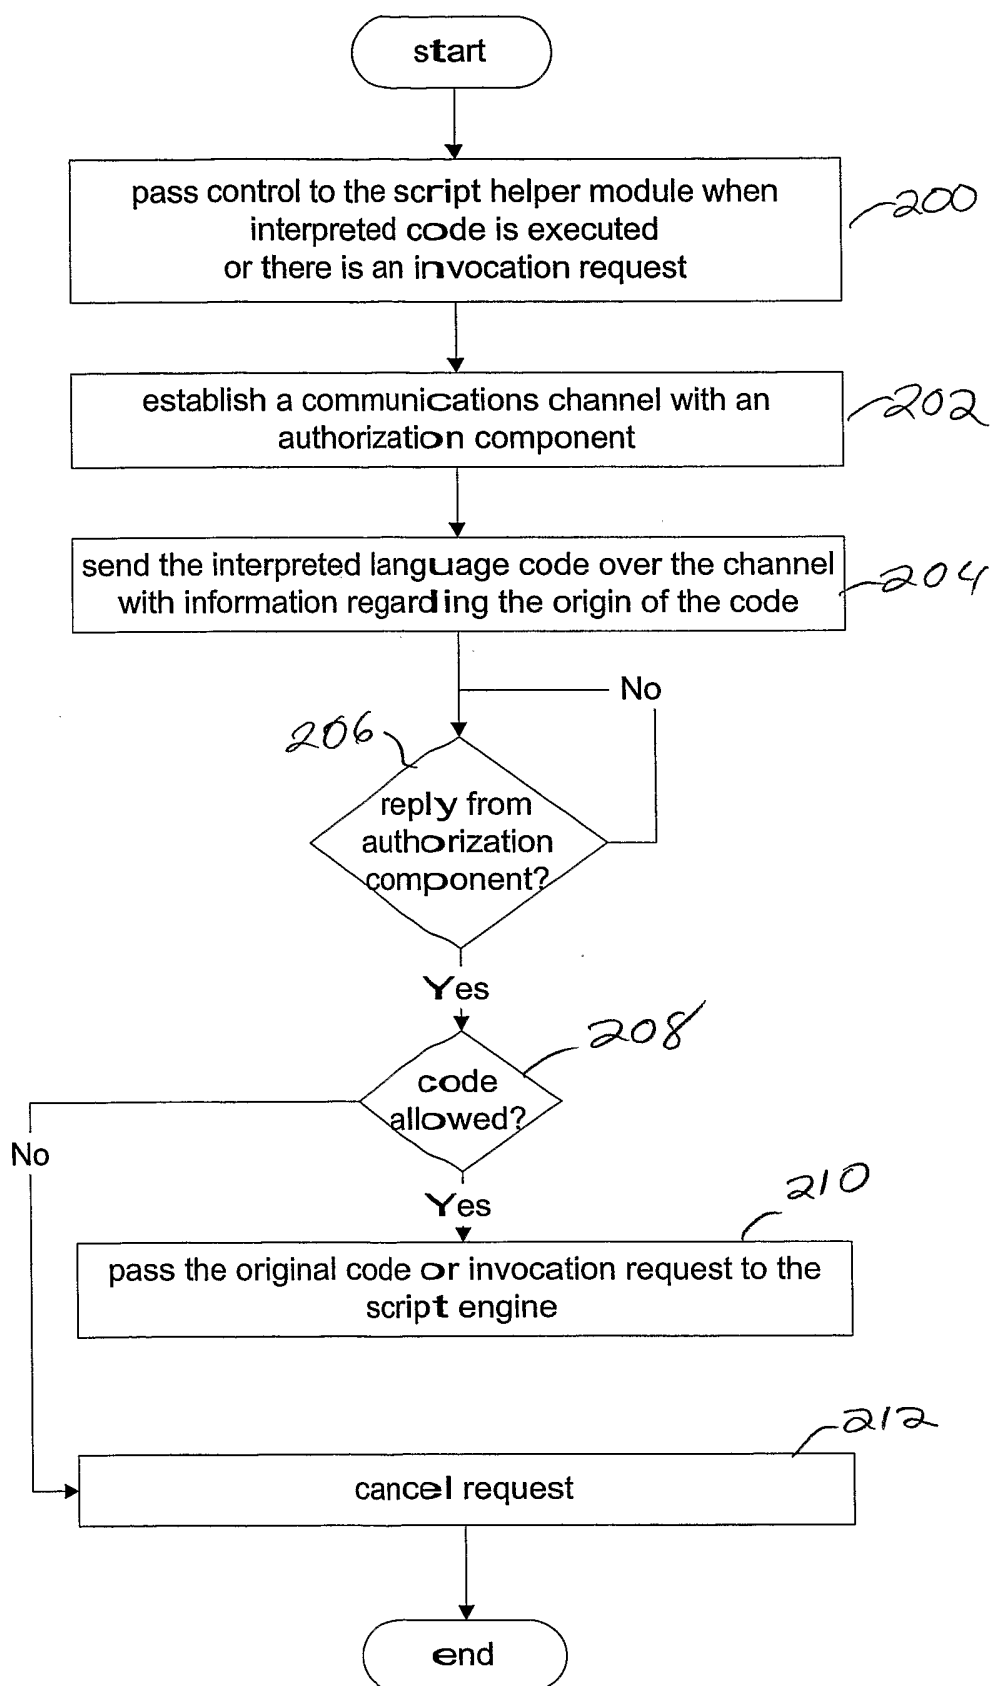 start
pass control to the script helper module when
interpreted code is executed
or there is an invocation request
200
establish a communications channel with an
authorization component
202
send the interpreted language code over the channel
with information regarding the origin of the code
204
No
206
reply from
authorization
component?
Yes
208
code
allowed?
No
Yes
210
pass the original code or invocation request to the
script engine
212
cancel request
end